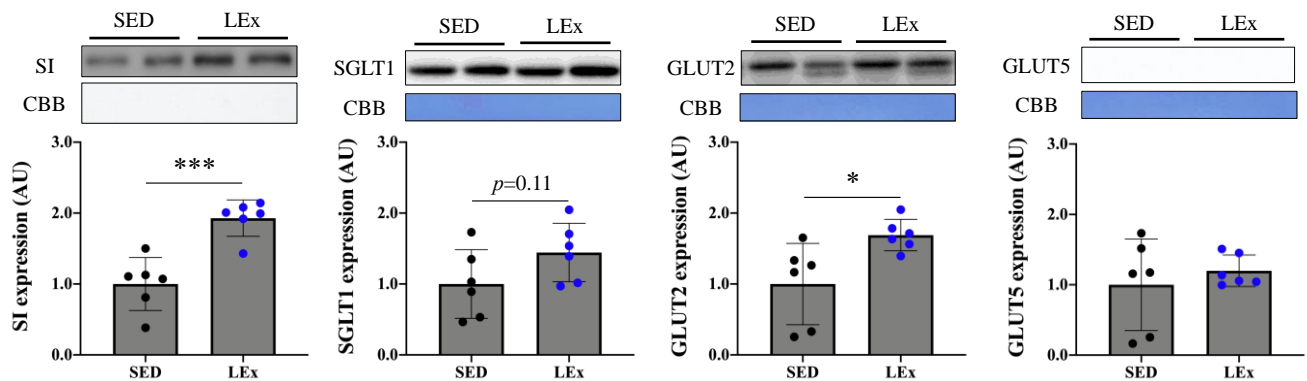 SED LEx
SI
CBB
SI expression (AU)
3.0
2.0
1.0
0.0
***
SED LEx
SED LEx
SGLT1
CBB
SGLT1 expression (AU)
3.0
2.0
1.0
0.0
p=0.11
SED LEx
SED LEx
GLUT2
CBB
GLUT2 expression (AU)
3.0
2.0
1.0
0.0
*
SED LEx
SED LEx
GLUT5
CBB
GLUT5 expression (AU)
3.0
2.0
1.0
0.0
SED LEx